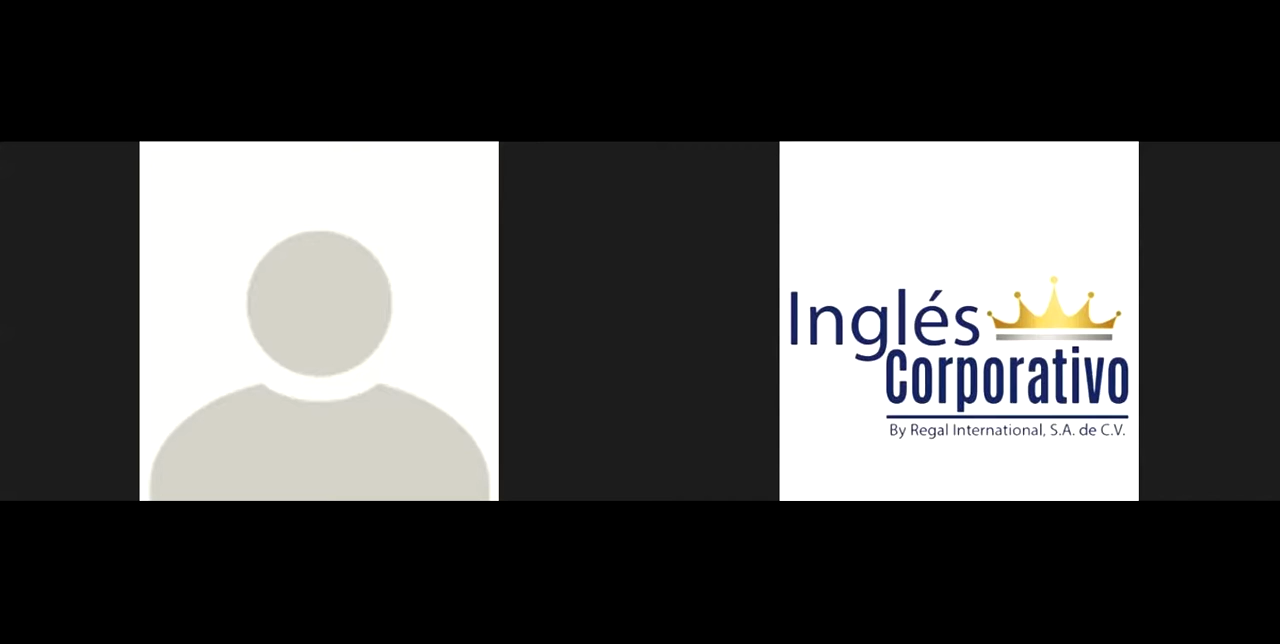 Inglés
Corporativo
By Regal International, S.A. de C.V.